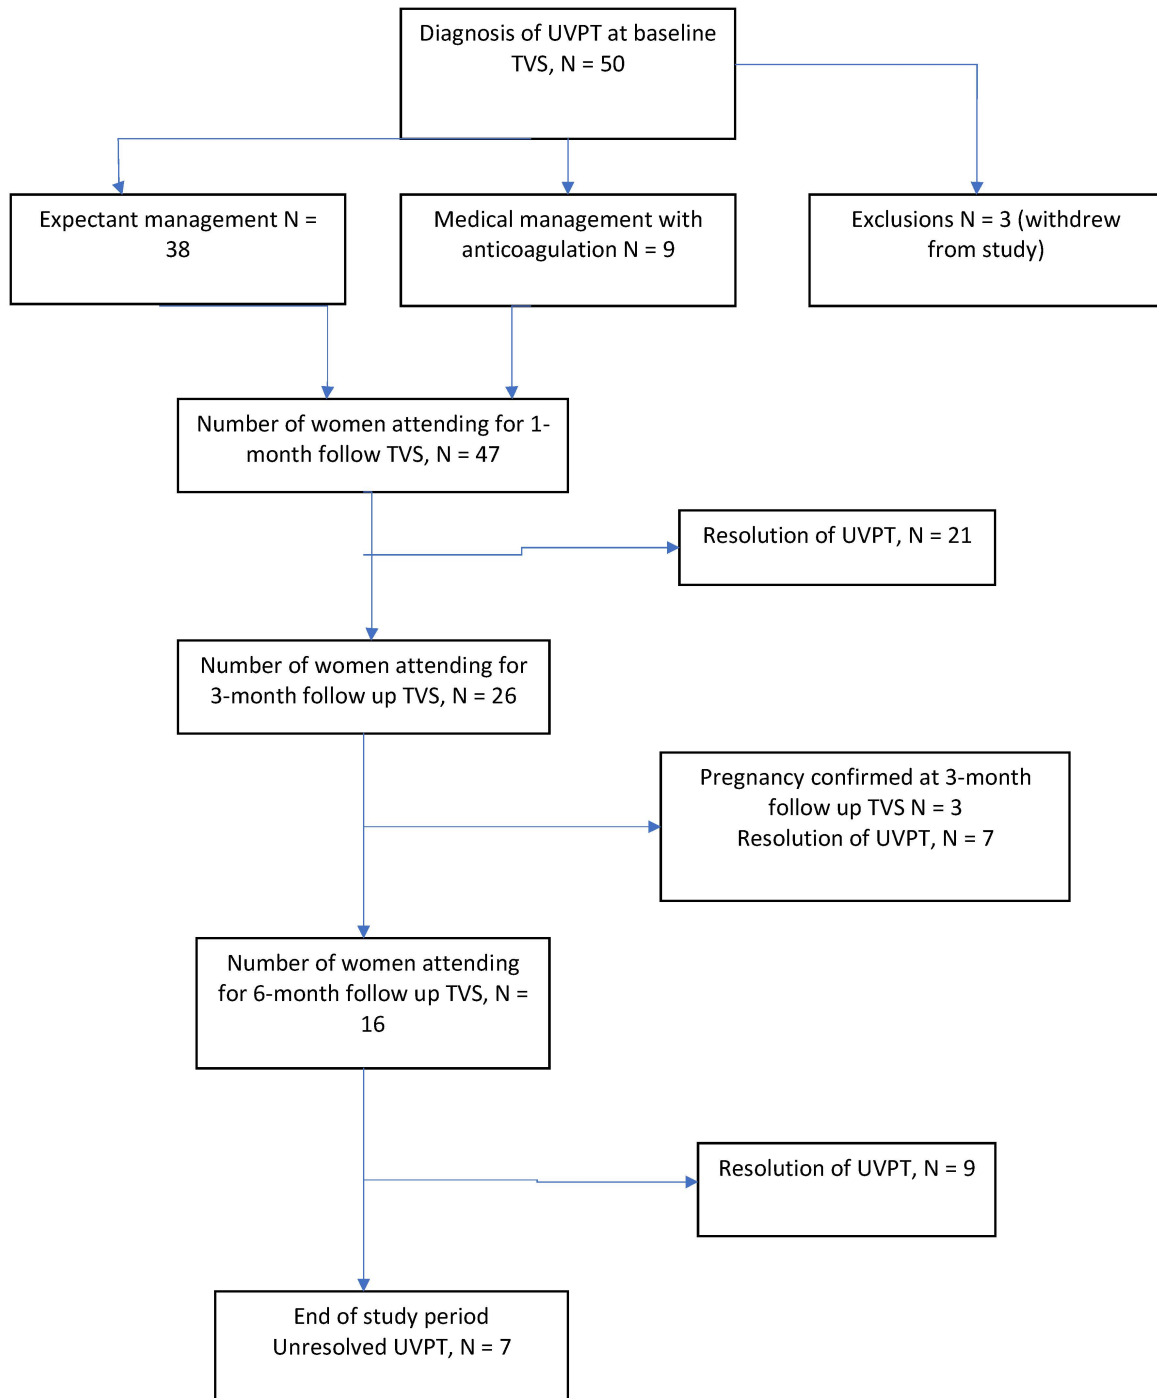 Diagnosis of UVPT at baseline
TVS, N = 50
Expectant management N =
38
Medical management with
anticoagulation N = 9
Exclusions N = 3 (withdrew
from study)
Number of women attending for 1-
month follow TVS, N = 47
Resolution of UVPT, N = 21
Number of women attending for
3-month follow up TVS, N = 26
Pregnancy confirmed at 3-month
follow up TVS N = 3
Resolution of UVPT, N = 7
Number of women attending
for 6-month follow up TVS, N =
16
Resolution of UVPT, N = 9
End of study period
Unresolved UVPT, N = 7